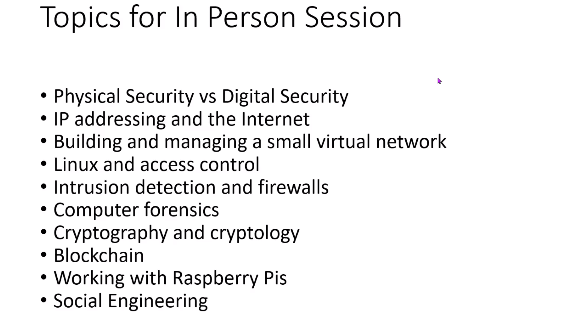 Topics for In Person Session
• Physical Security vs Digital Security
• IP addressing and the Internet
• Building and managing a small virtual network
• Linux and access control
• Intrusion detection and firewalls
• Computer forensics
• Cryptography and cryptology
• Blockchain
• Working with Raspberry Pis
• Social Engineering